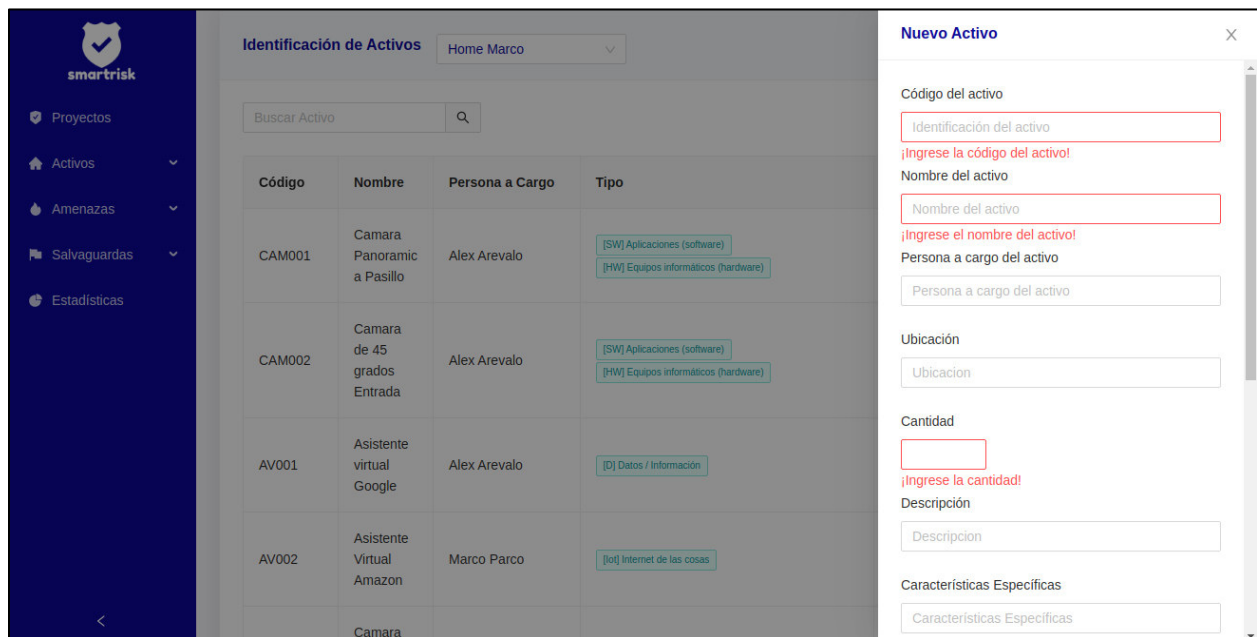 smartrisk
Proyectos
Activos
Amenazas
Salvaguardas
Estadísticas
Identificación de Activos
Home Marco
Buscar Activo
Código Nombre Persona a Cargo Tipo
CAM001
Camara
Panoramic
a Pasillo
Alex Arevalo
[SW] Aplicaciones (software)
[HW] Equipos informáticos (hardware)
CAM002
Camara
de 45
grados
Entrada
Alex Arevalo
[SW] Aplicaciones (software)
[HW] Equipos informáticos (hardware)
AV001
Asistente
virtual
Google
Alex Arevalo
[D] Datos / Información
AV002
Asistente
Virtual
Amazon
Marco Parco
[Iot] Internet de las cosas
Camara
Nuevo Activo
Código del activo
Identificación del activo
¡Ingrese la código del activo!
Nombre del activo
Nombre del activo
¡Ingrese el nombre del activo!
Persona a cargo del activo
Persona a cargo del activo
Ubicación
Ubicacion
Cantidad
¡Ingrese la cantidad!
Descripción
Descripcion
Características Específicas
Características Específicas